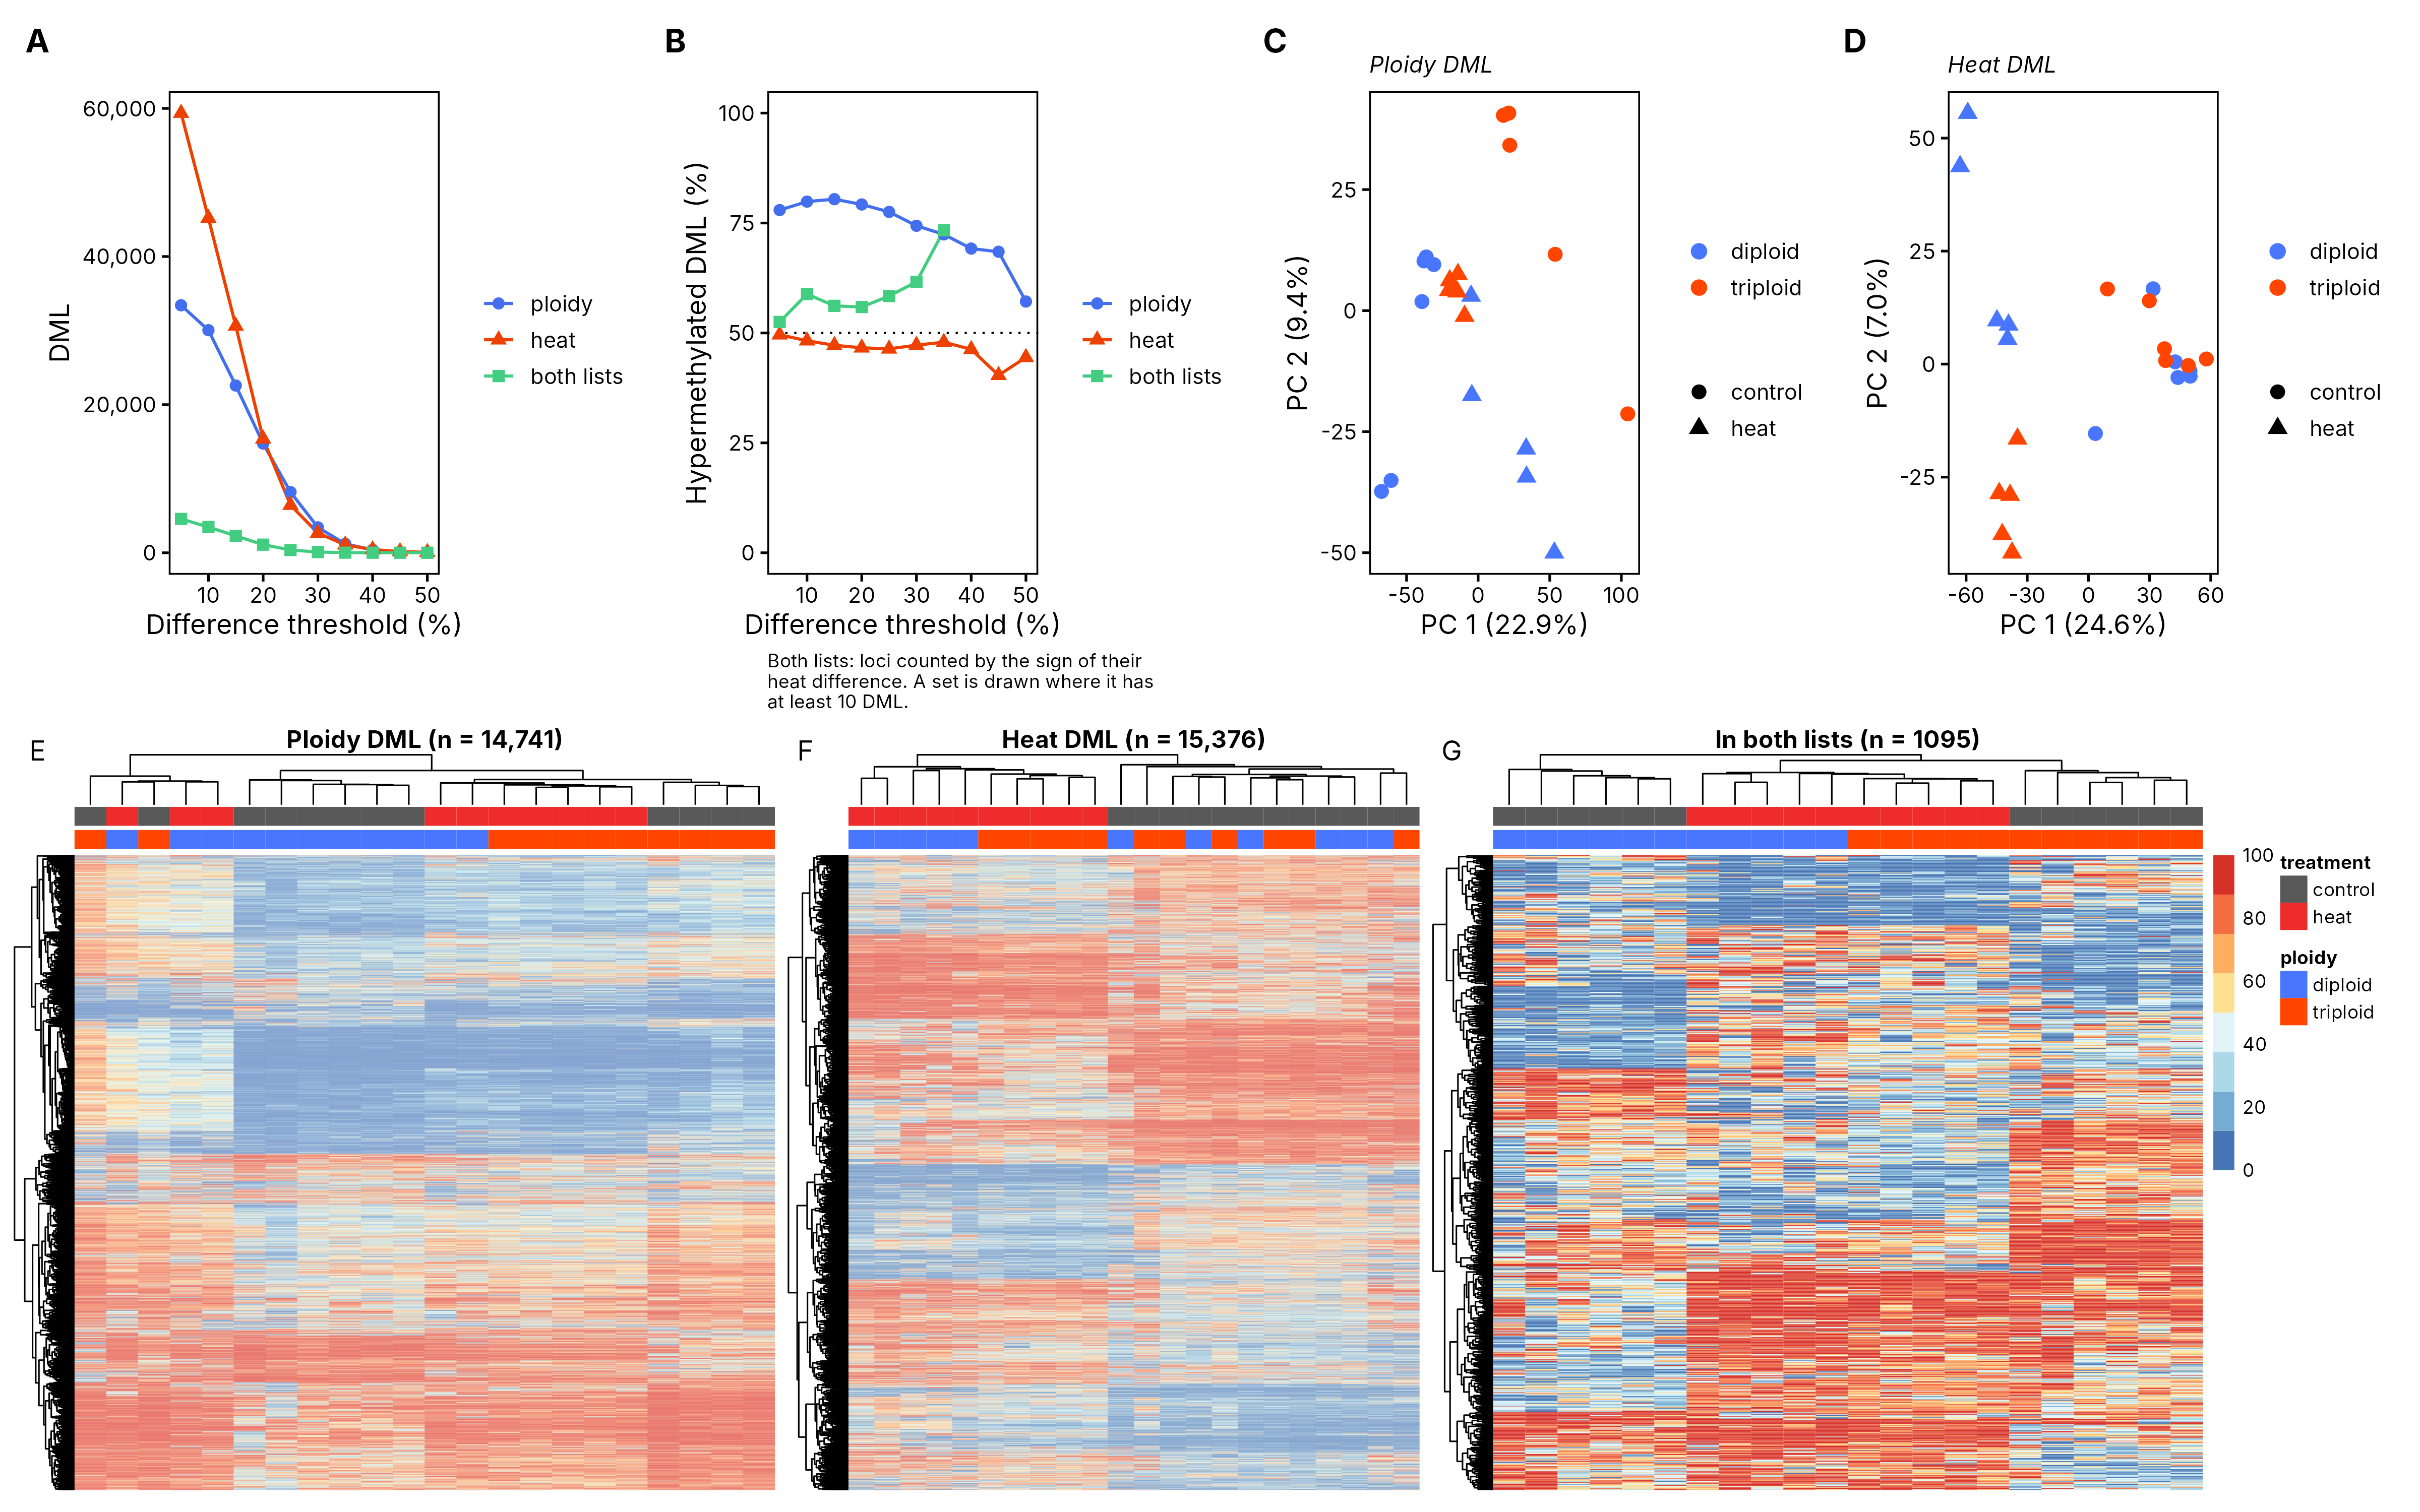 A
60,000
40,000
20,000
0
DML
10 20 30 40 50
Difference threshold (%)
ploidy
heat
both lists
B
100
75
50
25
0
Hypermethylated DML (%)
10 20 30 40 50
Difference threshold (%)
Both lists: loci counted by the sign of their
heat difference. A set is drawn where it has
at least 10 DML.
ploidy
heat
both lists
C
Ploidy DML
25
0
-25
-50
PC 2 (9.4%)
-50 0 50 100
PC 1 (22.9%)
diploid
triploid
control
heat
D
Heat DML
50
25
0
-25
PC 2 (7.0%)
-60 -30 0 30 60
PC 1 (24.6%)
diploid
triploid
control
heat
E
Ploidy DML (n = 14,741)
F
Heat DML (n = 15,376)
G
In both lists (n = 1095)
100
80
60
40
20
0
treatment
control
heat
ploidy
diploid
triploid